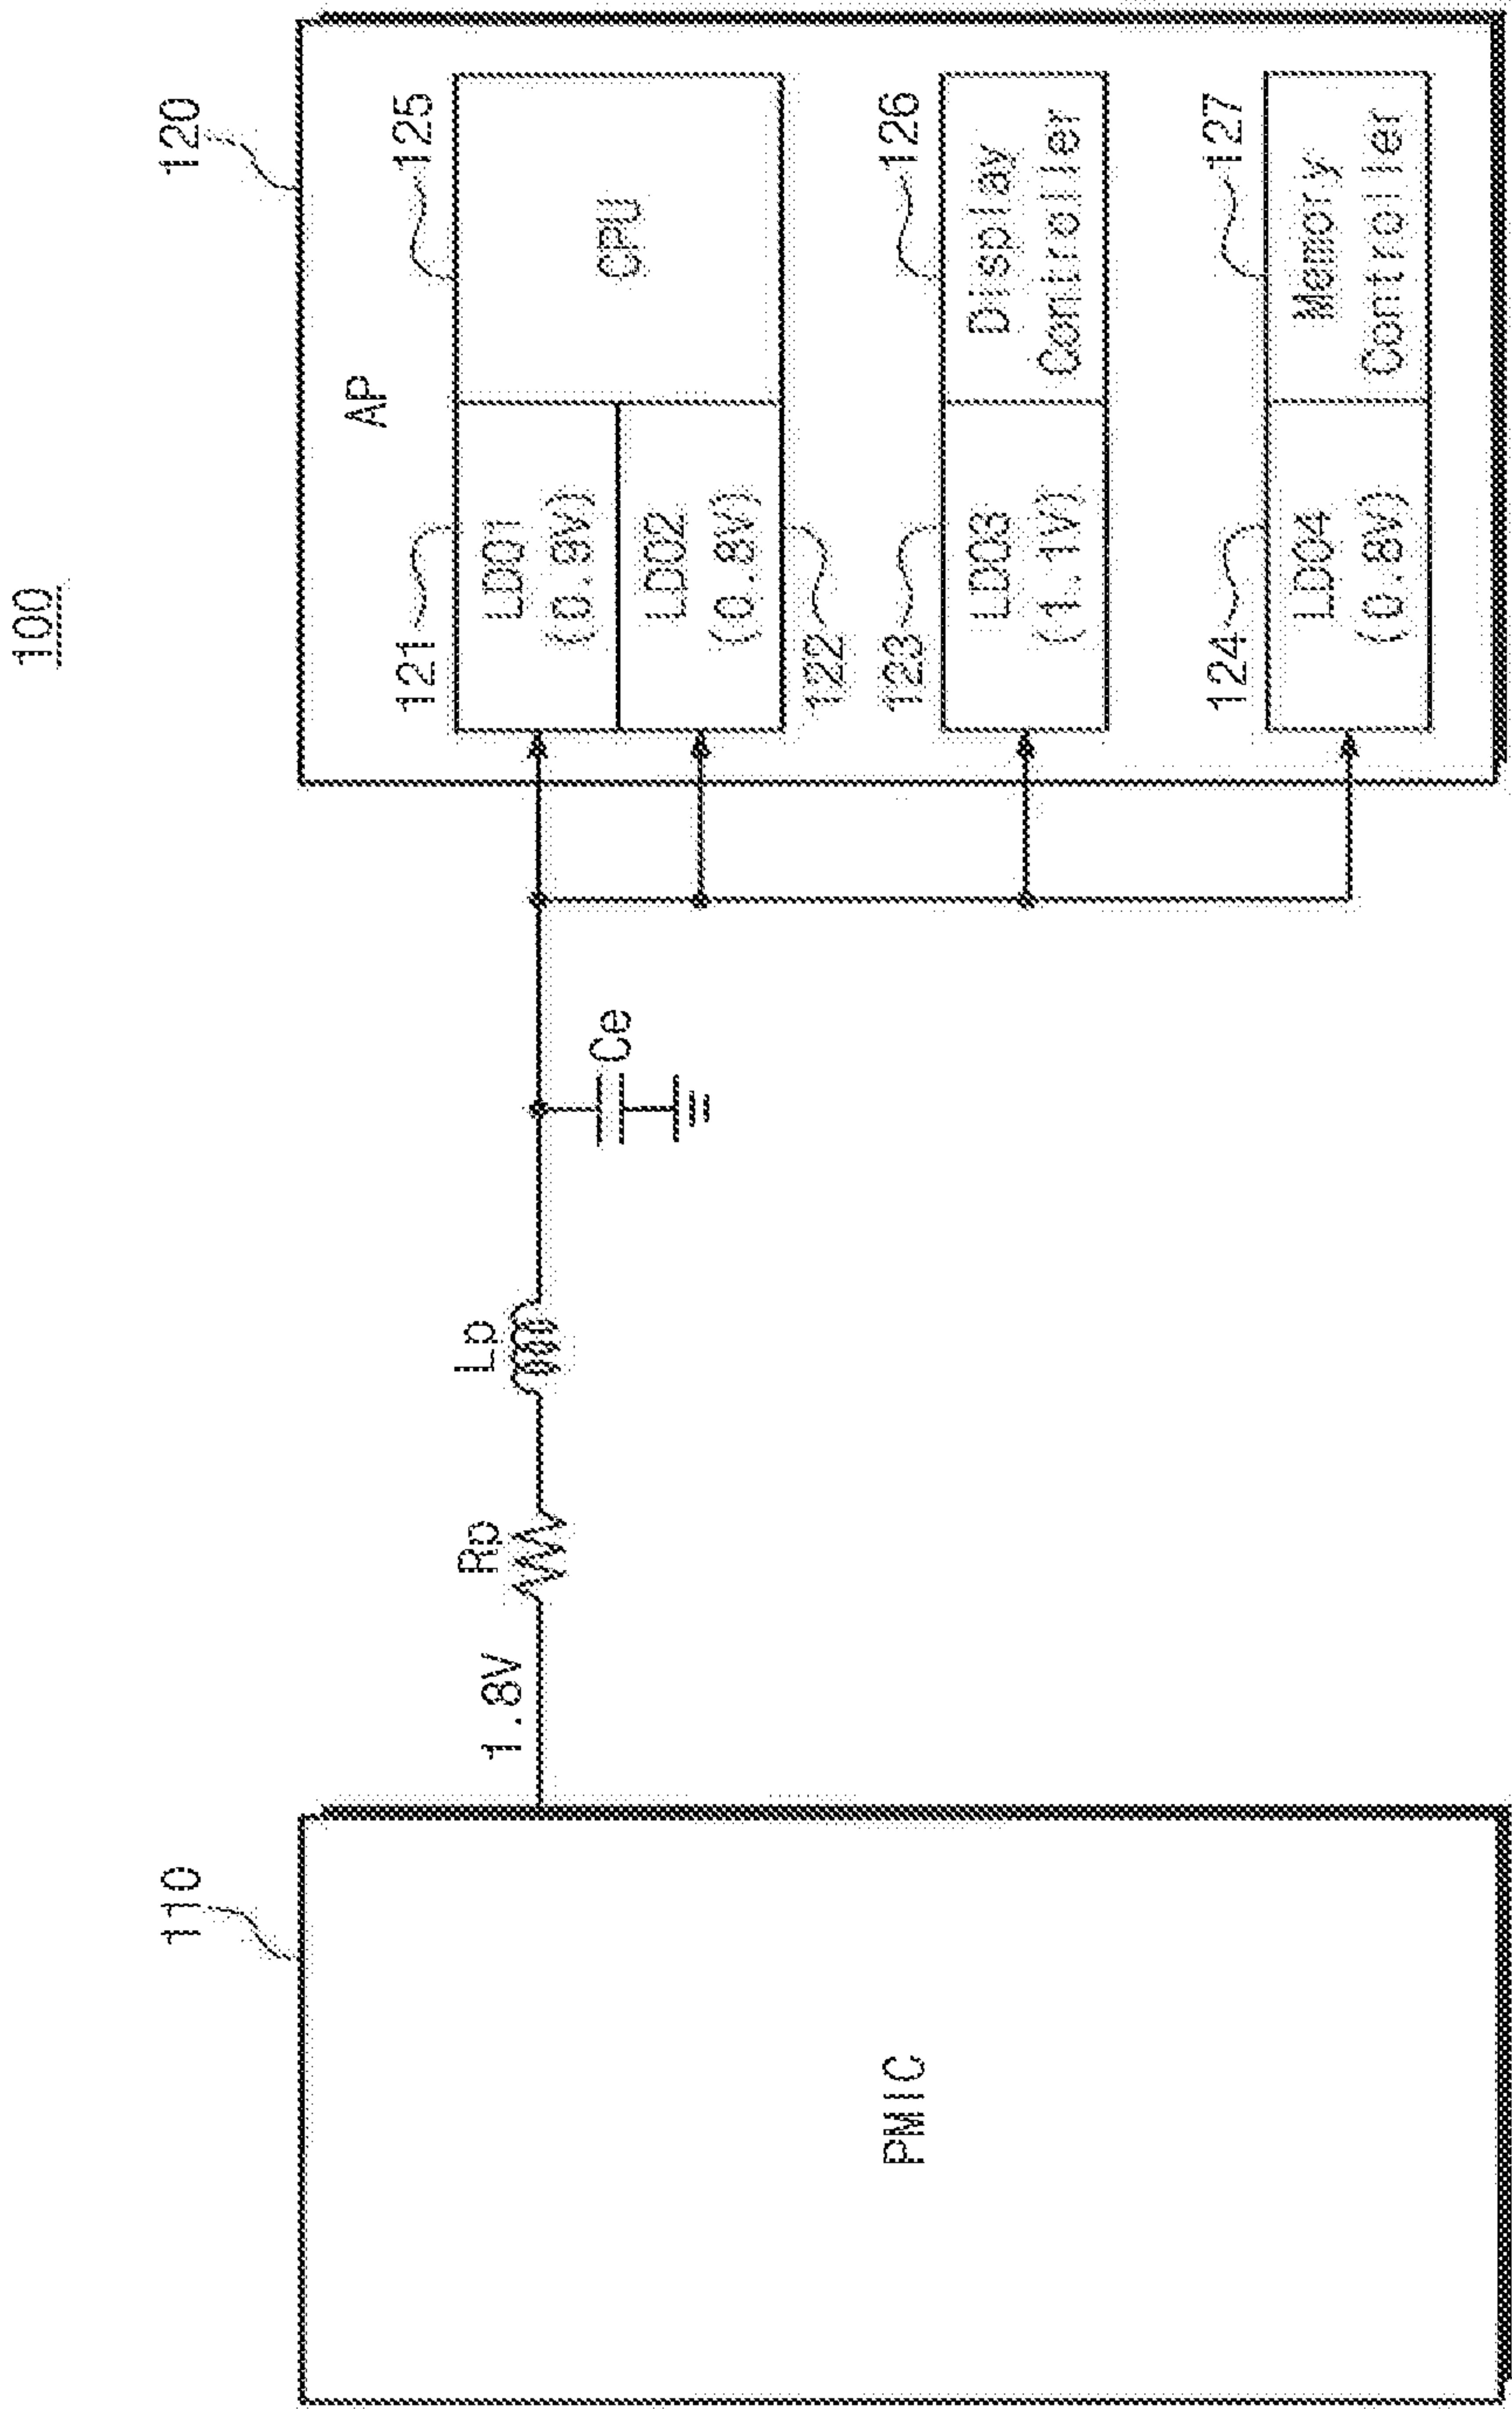 100
110
120
PMIC
1.8V
Rp
Lp
Ce
AP
121
125
LDO1
(0.9V)
CPU
LDO2
(0.8V)
122
123
126
LDO3
(1.1V)
Display
Controller
124
127
LDO4
(0.8V)
Memory
Controller